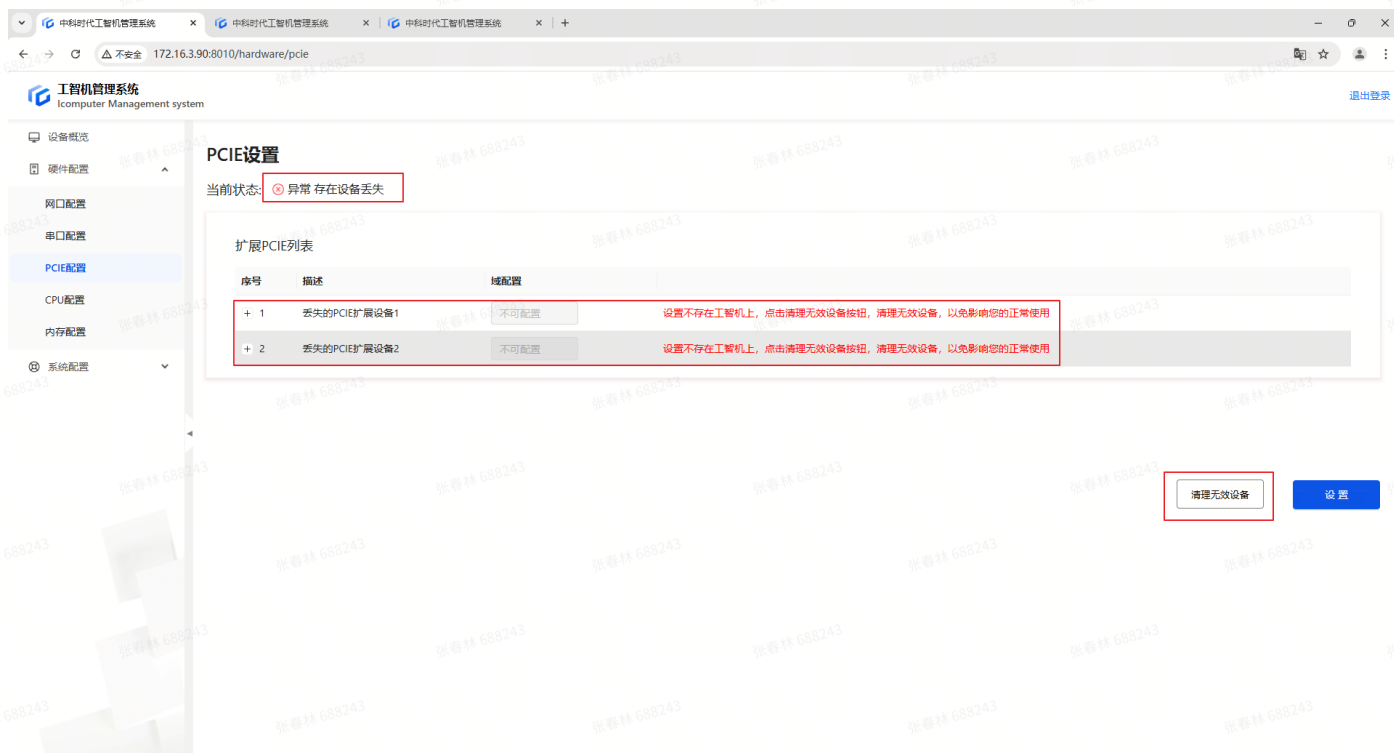 中科时代工智机管理系统
中科时代工智机管理系统
中科时代工智机管理系统
不安全 172.16.3.90:8010/hardware/pcie
工智机管理系统
Icomputer Management system
退出登录
设备概览
硬件配置
网口配置
串口配置
PCIE配置
CPU配置
内存配置
系统配置
PCIE设置
当前状态: 异常 存在设备丢失
扩展PCIE列表
序号 描述 域配置
+ 1 丢失的PCIE扩展设备1 不可配置 设置不存在工智机上，点击清理无效设备按钮，清理无效设备，以免影响您的正常使用
+ 2 丢失的PCIE扩展设备2 不可配置 设置不存在工智机上，点击清理无效设备按钮，清理无效设备，以免影响您的正常使用
清理无效设备 设 置
张春林 688243